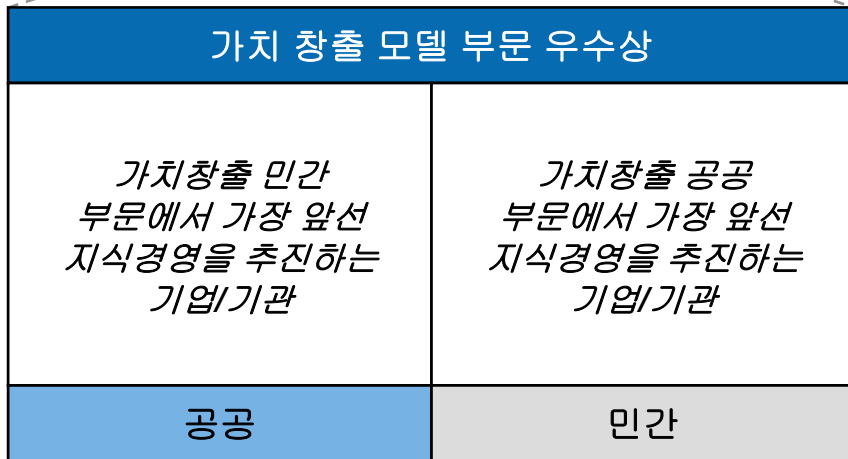 가치 창출 모델 부문 우수상
가치창출 민간
부문에서 가장 앞선
지식경영을 추진하는
기업/기관
가치창출 공공
부문에서 가장 앞선
지식경영을 추진하는
기업/기관
공공
민간